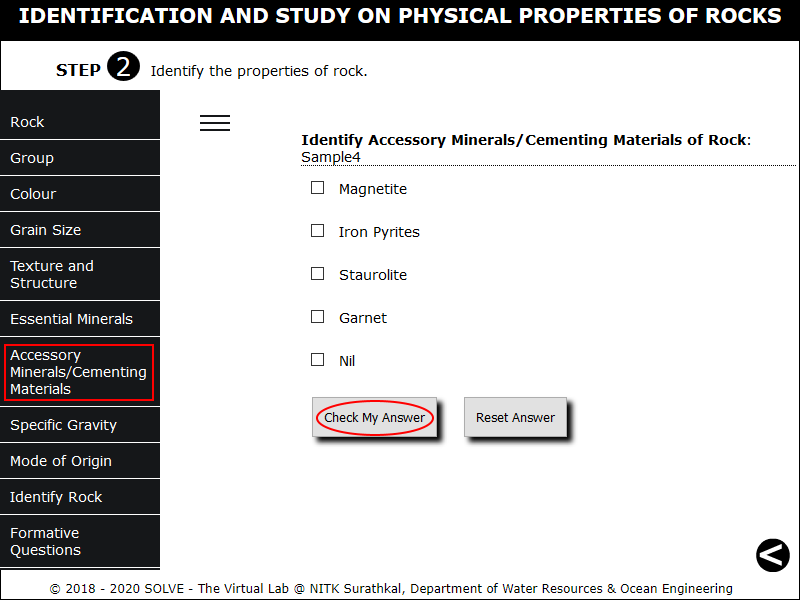 IDENTIFICATION AND STUDY ON PHYSICAL PROPERTIES OF ROCKS
STEP 2 Identify the properties of rock.
Rock
Group
Colour
Grain Size
Texture and
Structure
Essential Minerals
Accessory
Minerals/Cementing
Materials
Specific Gravity
Mode of Origin
Identify Rock
Formative
Questions
Identify Accessory Minerals/Cementing Materials of Rock:
Sample4
Magnetite
Iron Pyrites
Staurolite
Garnet
Nil
Check My Answer
Reset Answer
© 2018 - 2020 SOLVE - The Virtual Lab @ NITK Surathkal, Department of Water Resources & Ocean Engineering